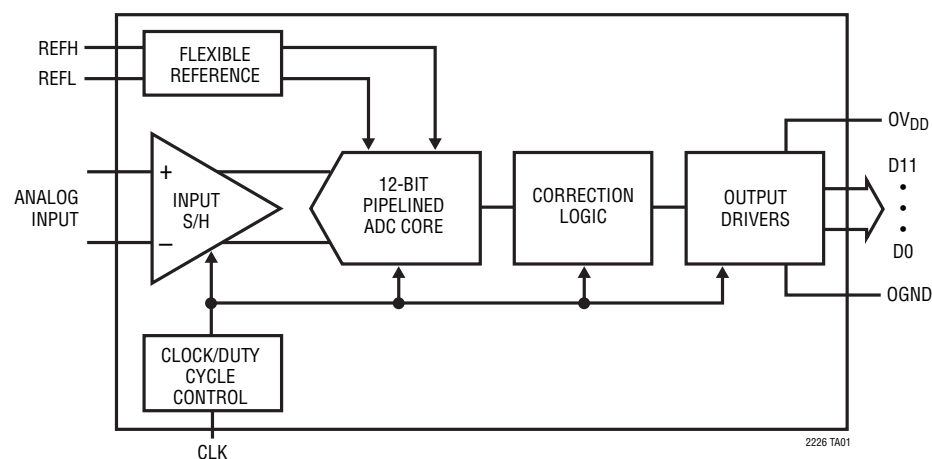 REFH
REFL
FLEXIBLE
REFERENCE
ANALOG
INPUT
+
INPUT
S/H
–
12-BIT
PIPELINED
ADC CORE
CORRECTION
LOGIC
OUTPUT
DRIVERS
OVDD
D11
•
•
•
D0
OGND
CLOCK/DUTY
CYCLE
CONTROL
CLK
2226 TA01